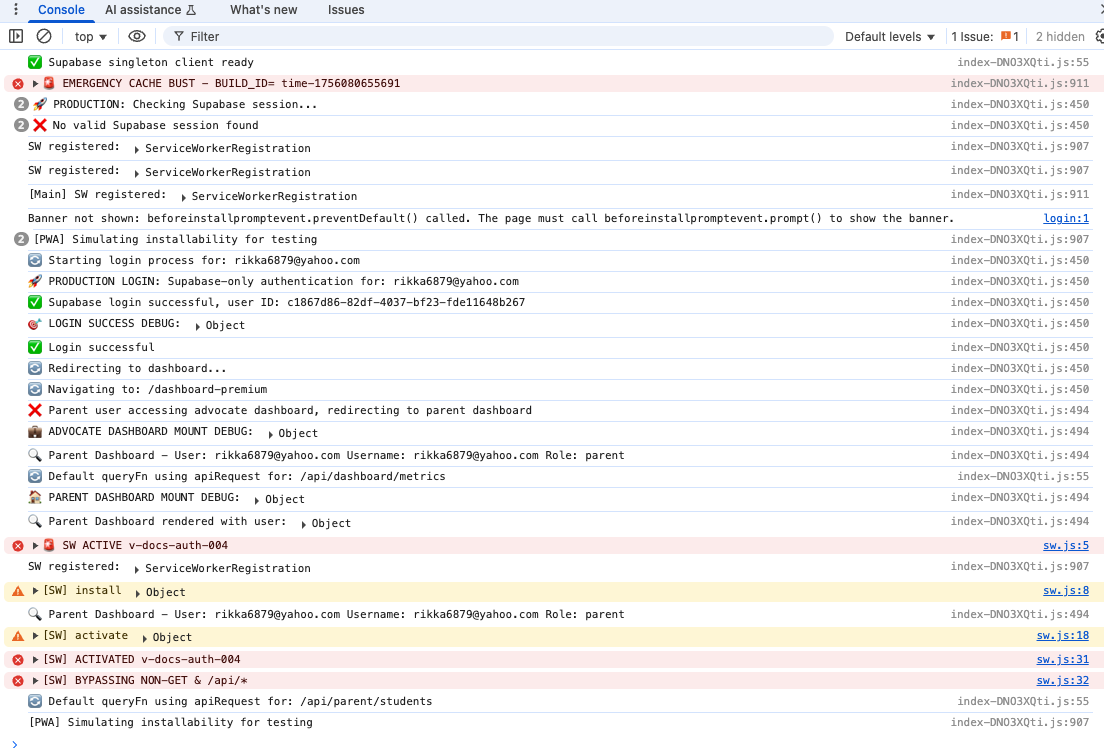 Console AI assistance What's new Issues
top Filter Default levels 1 Issue: 1 2 hidden
✅ Supabase singleton client ready index-DNO3XQti.js:55
🚨 EMERGENCY CACHE BUST – BUILD_ID= time-1756080655691 index-DNO3XQti.js:911
2 🚀 PRODUCTION: Checking Supabase session... index-DNO3XQti.js:450
2 ❌ No valid Supabase session found index-DNO3XQti.js:450
SW registered: ▸ ServiceWorkerRegistration index-DNO3XQti.js:907
SW registered: ▸ ServiceWorkerRegistration index-DNO3XQti.js:907
[Main] SW registered: ▸ ServiceWorkerRegistration index-DNO3XQti.js:911
Banner not shown: beforeinstallpromptevent.preventDefault() called. The page must call beforeinstallpromptevent.prompt() to show the banner. login:1
2 [PWA] Simulating installability for testing index-DNO3XQti.js:907
🔄 Starting login process for: rikka6879@yahoo.com index-DNO3XQti.js:450
🚀 PRODUCTION LOGIN: Supabase-only authentication for: rikka6879@yahoo.com index-DNO3XQti.js:450
✅ Supabase login successful, user ID: c1867d86-82df-4037-bf23-fde11648b267 index-DNO3XQti.js:450
🎯 LOGIN SUCCESS DEBUG: ▸ Object index-DNO3XQti.js:450
✅ Login successful index-DNO3XQti.js:450
🔄 Redirecting to dashboard... index-DNO3XQti.js:450
🔄 Navigating to: /dashboard-premium index-DNO3XQti.js:450
❌ Parent user accessing advocate dashboard, redirecting to parent dashboard index-DNO3XQti.js:494
💼 ADVOCATE DASHBOARD MOUNT DEBUG: ▸ Object index-DNO3XQti.js:494
🔍 Parent Dashboard – User: rikka6879@yahoo.com Username: rikka6879@yahoo.com Role: parent index-DNO3XQti.js:494
🔄 Default queryFn using apiRequest for: /api/dashboard/metrics index-DNO3XQti.js:55
🏠 PARENT DASHBOARD MOUNT DEBUG: ▸ Object index-DNO3XQti.js:494
🔍 Parent Dashboard rendered with user: ▸ Object index-DNO3XQti.js:494
🚨 SW ACTIVE v-docs-auth-004 sw.js:5
SW registered: ▸ ServiceWorkerRegistration index-DNO3XQti.js:907
[SW] install ▸ Object sw.js:8
🔍 Parent Dashboard – User: rikka6879@yahoo.com Username: rikka6879@yahoo.com Role: parent index-DNO3XQti.js:494
[SW] activate ▸ Object sw.js:18
[SW] ACTIVATED v-docs-auth-004 sw.js:31
[SW] BYPASSING NON-GET & /api/* sw.js:32
🔄 Default queryFn using apiRequest for: /api/parent/students index-DNO3XQti.js:55
[PWA] Simulating installability for testing index-DNO3XQti.js:907